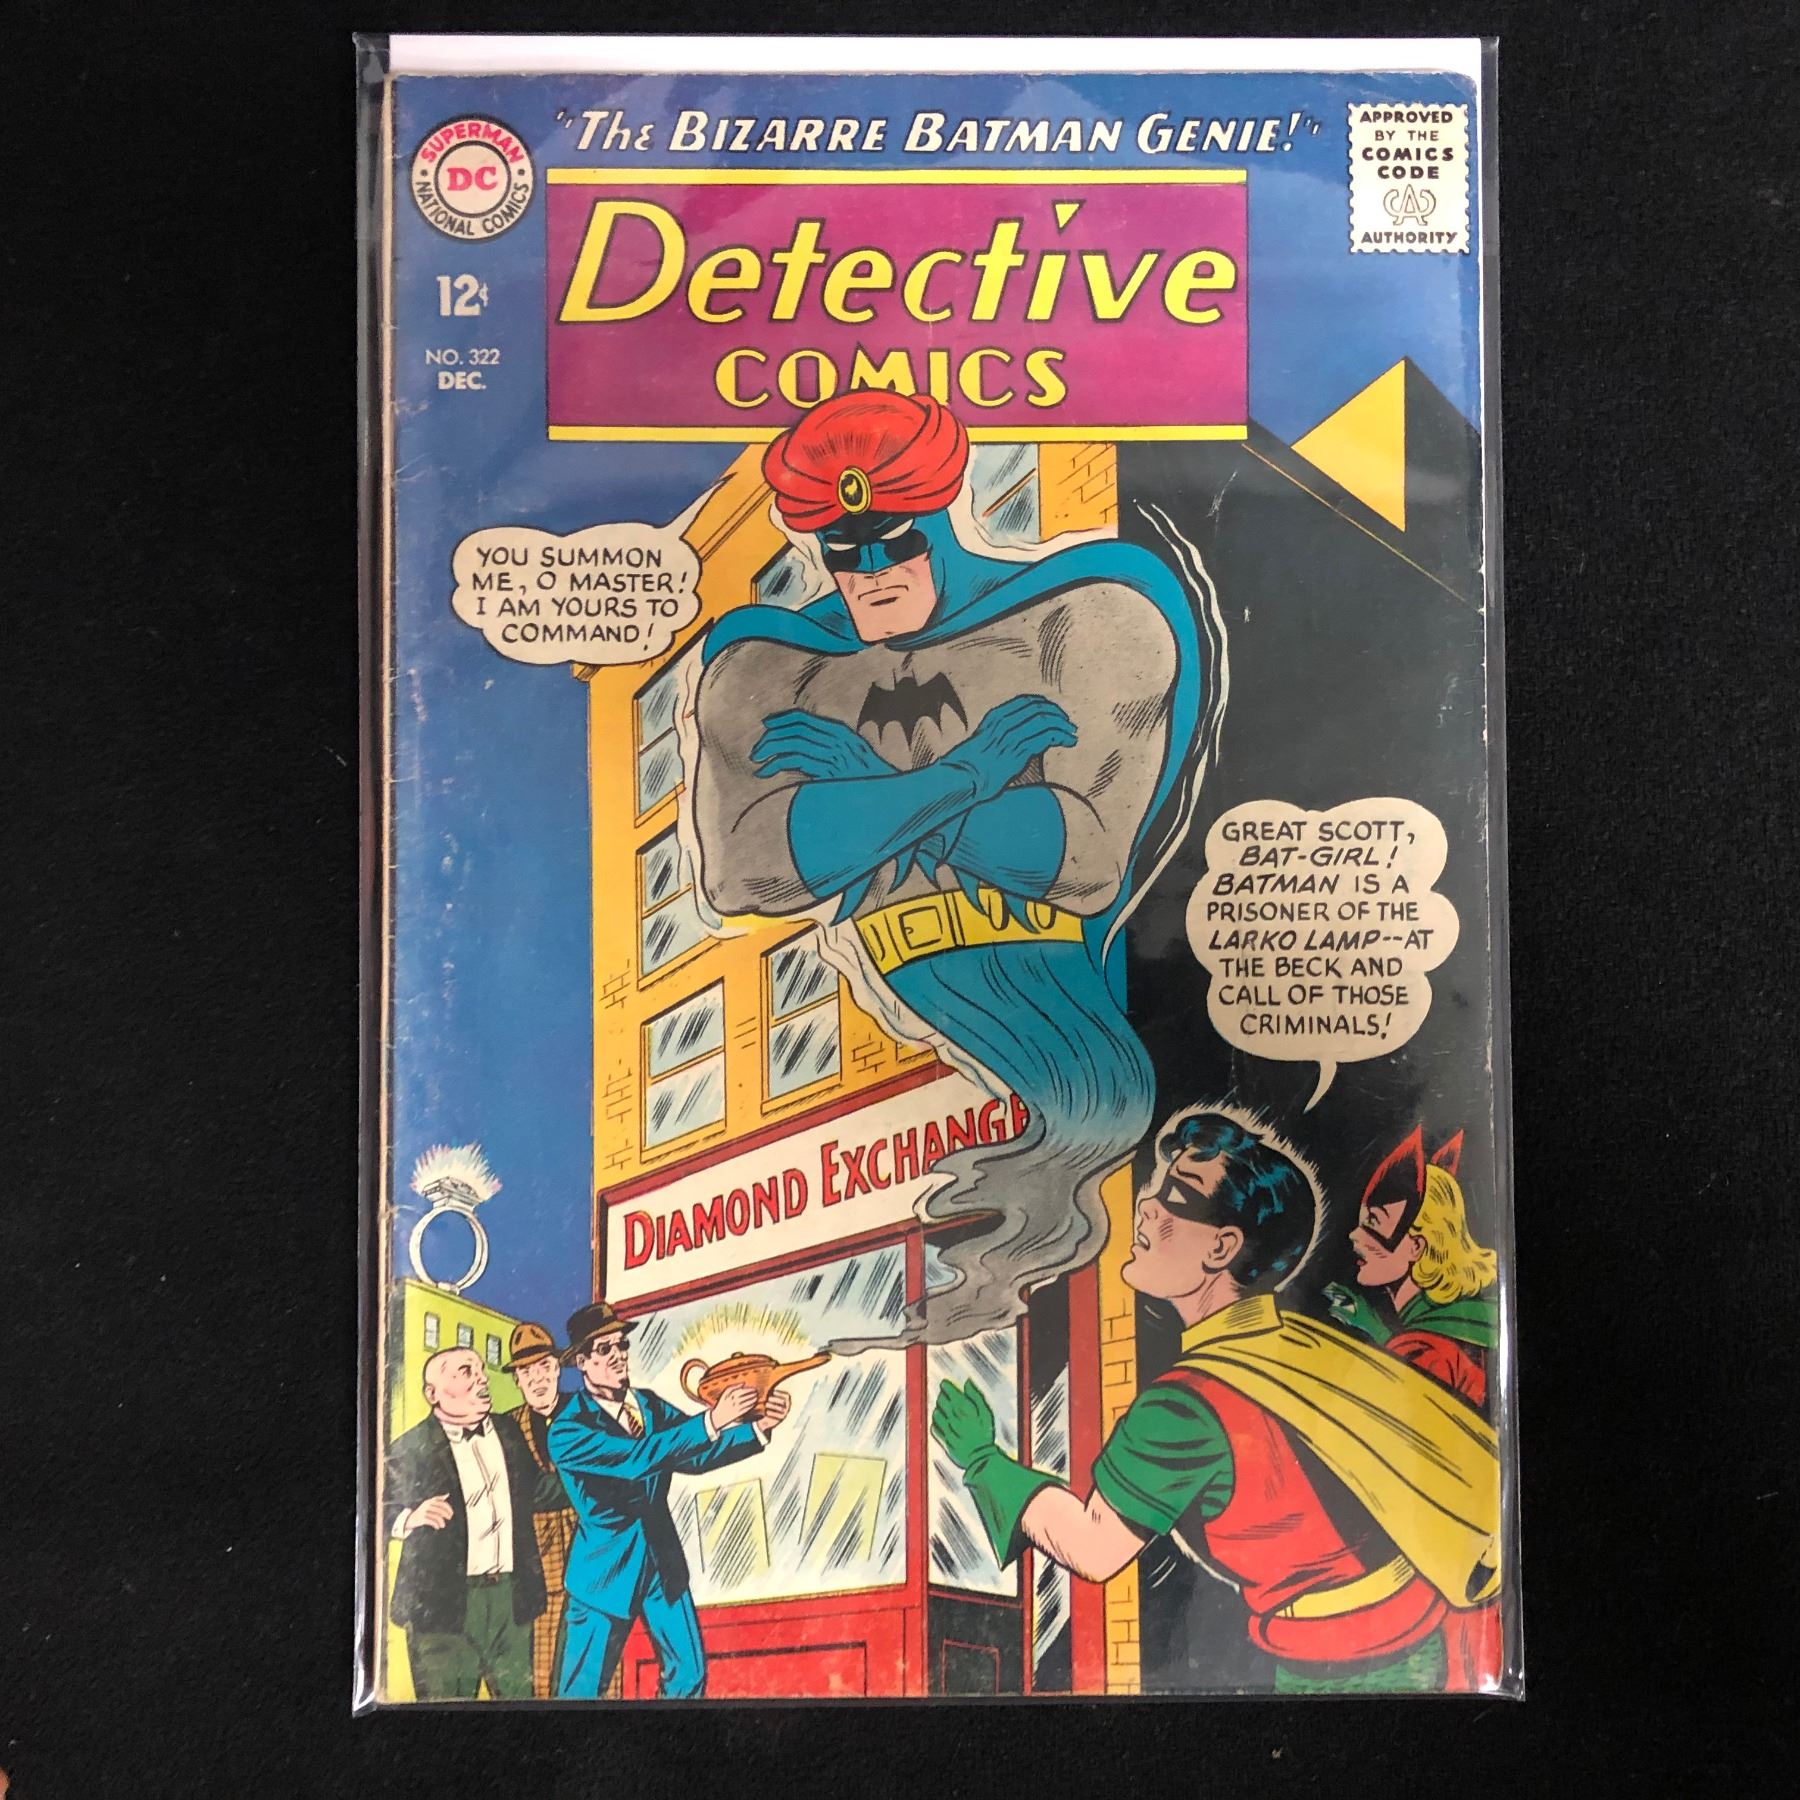 "The Bizarre Batman Genie!"
SUPERMAN
DC
NATIONAL COMICS
APPROVED
BY THE
COMICS
CODE
CA
AUTHORITY
Detective
COMICS
12¢
NO. 322
DEC.
YOU SUMMON
ME, O MASTER!
I AM YOURS TO
COMMAND!
GREAT SCOTT,
BAT-GIRL!
BATMAN IS A
PRISONER OF THE
LARKO LAMP--AT
THE BECK AND
CALL OF THOSE
CRIMINALS!
DIAMOND EXCHANGE